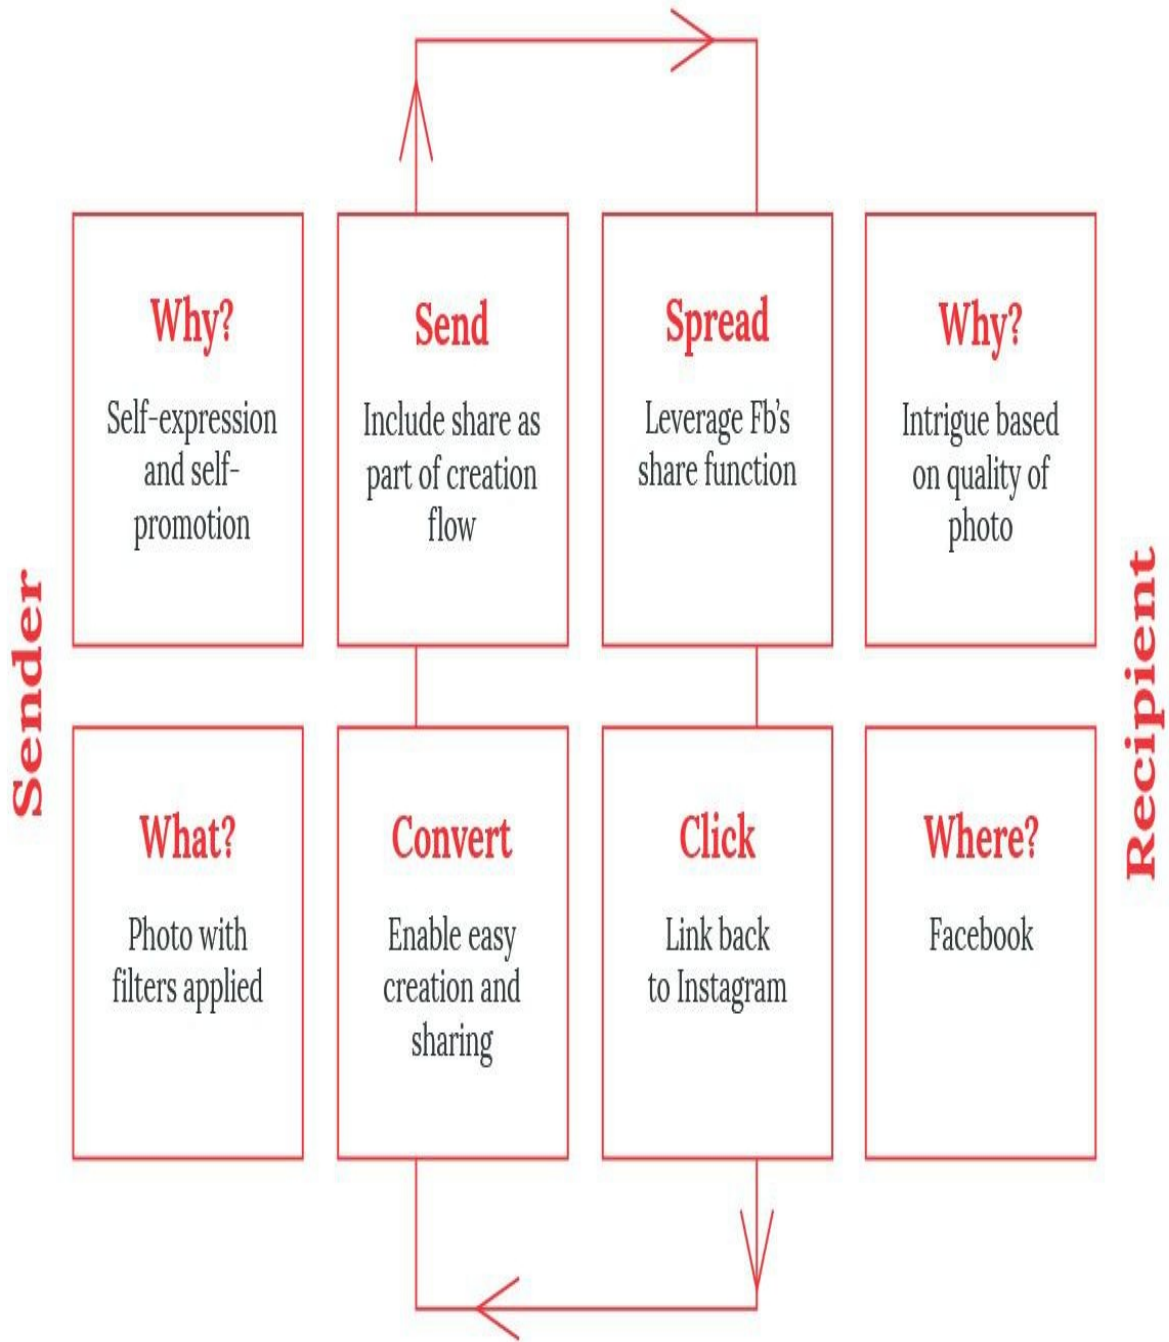 Sender
Why?
Self-expression
and self-
promotion
Send
Include share as
part of creation
flow
Spread
Leverage Fb’s
share function
Why?
Intrigue based
on quality of
photo
What?
Photo with
filters applied
Convert
Enable easy
creation and
sharing
Click
Link back
to Instagram
Where?
Facebook
Recipient